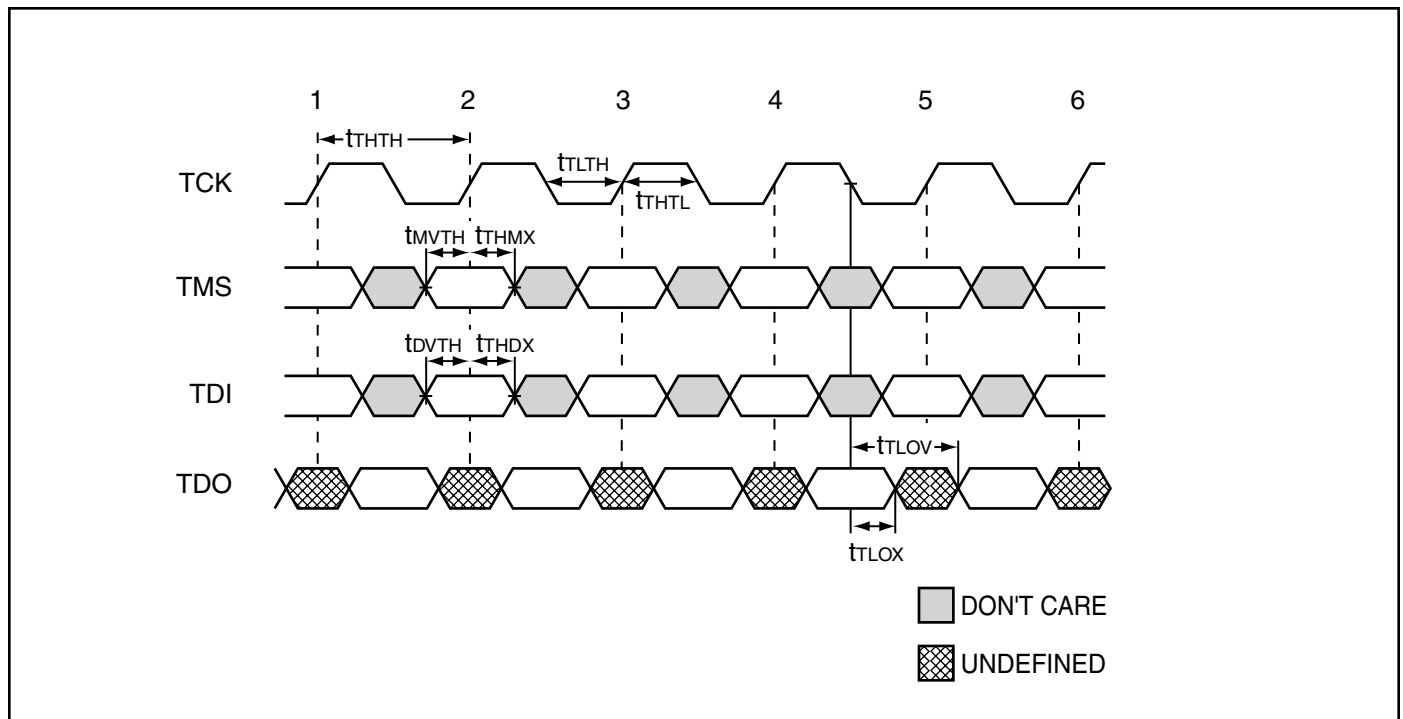 1 2 3 4 5 6
tTHTH
TCK
tTLTH
tTHTL
tMVTH tTHMX
TMS
tDVTH tTHDX
TDI
tTLOV
TDO
tTLOX
DON'T CARE
UNDEFINED